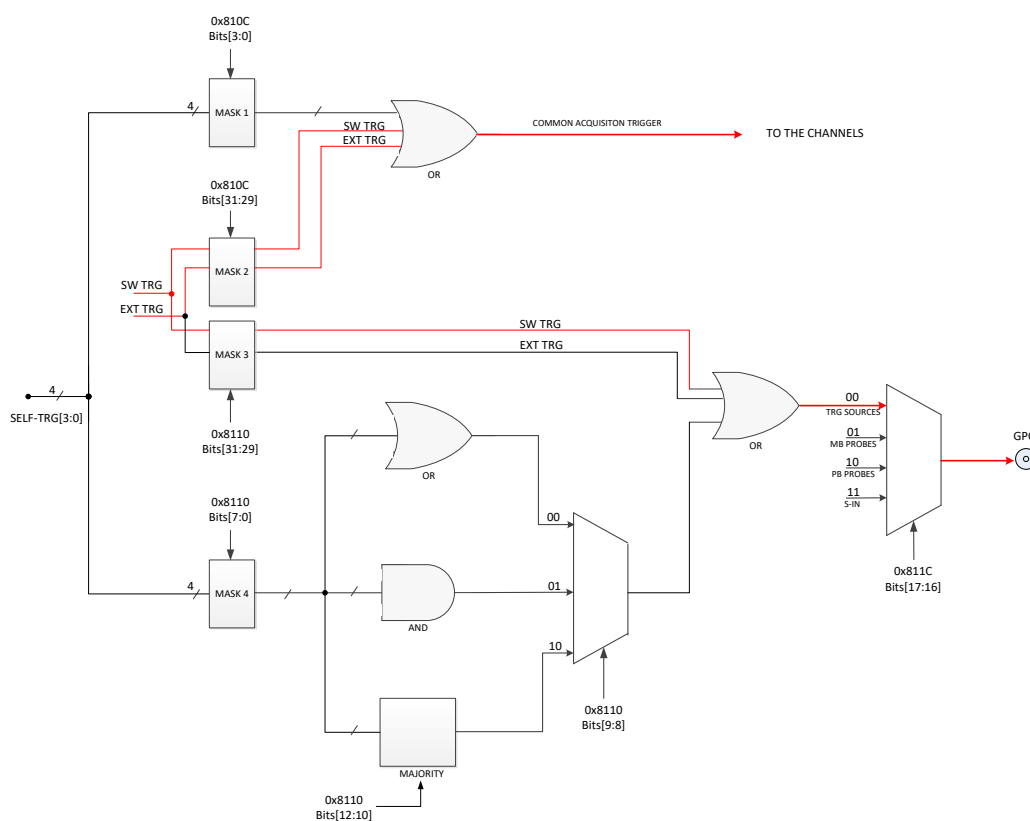 0x810C
Bits[3:0]
4
MASK 1
SW TRG
EXT TRG
OR
COMMON ACQUISITON TRIGGER
TO THE CHANNELS
0x810C
Bits[31:29]
MASK 2
SW TRG
EXT TRG
MASK 3
SW TRG
EXT TRG
0x8110
Bits[31:29]
4
SELF-TRG[3:0]
OR
OR
00
TRG SOURCES
01
MB PROBES
10
PB PROBES
11
S-IN
GPO
0x811C
Bits[17:16]
0x8110
Bits[7:0]
4
MASK 4
00
AND
01
10
0x8110
Bits[9:8]
MAJORITY
0x8110
Bits[12:10]